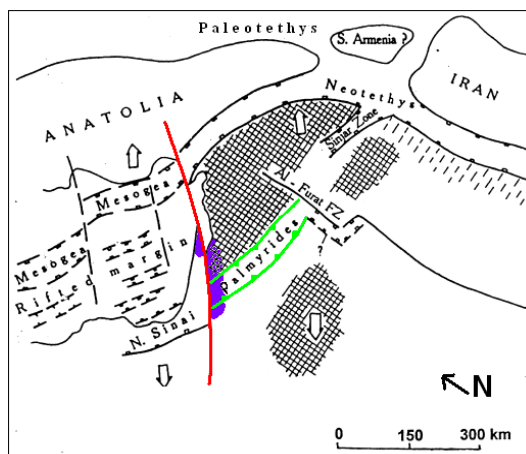 Paleotethys
S. Armenia ?
IRAN
Neotethys
ANATOLIA
Sinjar Zone
Al - Furat FZ
Mesogea
Mesogea
Rifted margin
Palmyrides
?
N. Sinai
N
0 150 300 km